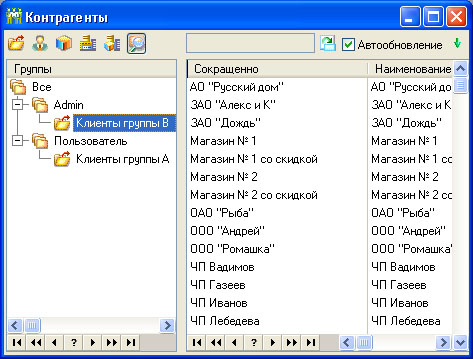 Контрагенты
Автообновление
Группы
Все
Admin
Клиенты группы B
Пользователь
Клиенты группы A
?
Сокращенно Наименование
АО "Русский дом" АО "Русский до
ЗАО "Алекс и К" ЗАО "Алекс и К
ЗАО "Дождь" ЗАО "Дождь"
Магазин № 1 Магазин № 1
Магазин № 1 со скидкой Магазин № 1 со
Магазин № 2 Магазин № 2
Магазин № 2 со скидкой Магазин № 2 со
ОАО "Рыба" ОАО "Рыба"
ООО "Андрей" ООО "Андрей"
ООО "Ромашка" ООО "Ромашка"
ЧП Вадимов ЧП Вадимов
ЧП Газеев ЧП Газеев
ЧП Иванов ЧП Иванов
ЧП Лебедева ЧП Лебедева
?